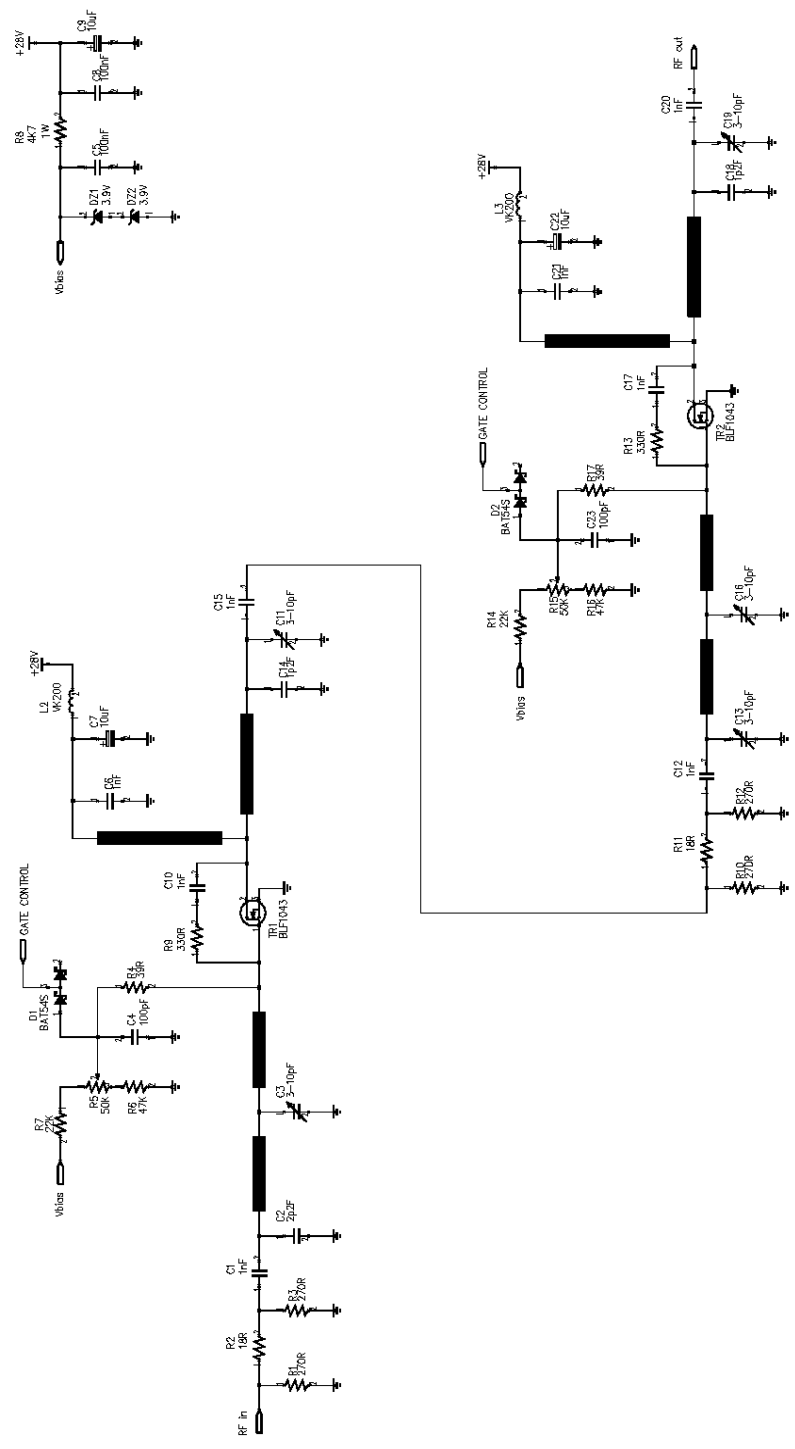 +28V
C9
10uF
C8
100nF
R8
4K7
1W
C5
100nF
DZ1
3.9V
DZ2
3.9V
Vbias
RF out
C20
1nF
C19
3-10pF
C18
1p2F
+28V
L3
VK200
C22
10uF
C21
1nF
C17
1nF
R13
330R
TR2
BLF1043
GATE CONTROL
D2
BAT54S
R17
39R
C23
100pF
R15
50K
R16
47K
R14
22K
Vbias
C16
3-10pF
C13
3-10pF
C12
1nF
R12
270R
R11
18R
R10
270R
C15
1nF
C11
3-10pF
C14
1p2F
+28V
L2
VK200
C7
10uF
C6
1nF
C10
1nF
R9
330R
TR1
BLF1043
GATE CONTROL
D1
BAT54S
R4
39R
C4
100pF
R5
50K
R6
47K
R7
22K
Vbias
C3
3-10pF
C2
2p2F
C1
1nF
R3
270R
R2
18R
R1
270R
RF in